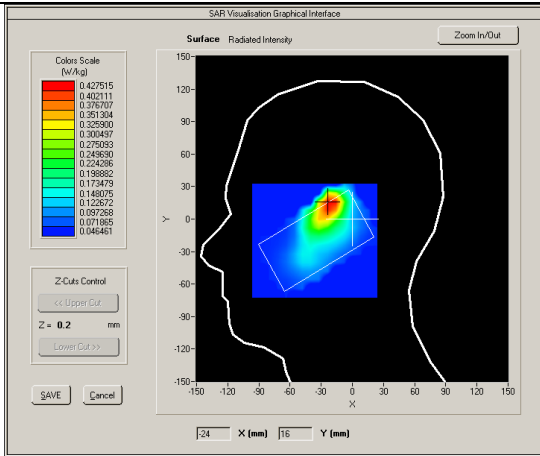 SAR Visualisation Graphical Interface
Surface Radiated Intensity
Zoom In/Out
Colors Scale
(W/kg)
0.427515
0.402111
0.376707
0.351304
0.325900
0.300497
0.275093
0.249690
0.224286
0.198882
0.173479
0.148075
0.122672
0.097268
0.071865
0.046461
Z-Cuts Control
<< Upper Cut
Z = 0.2 mm
Lower Cut >>
SAVE Cancel
150
120
90
60
30
0
-30
-60
-90
-120
-150
Y
-150 -120 -90 -60 -30 0 30 60 90 120 150
X
-24 X (mm) 16 Y (mm)